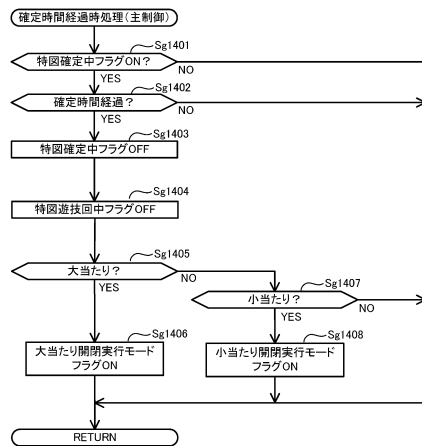 確定時間経過時処理（主制御）
Sg1401
特図確定中フラグON？
NO
YES
Sg1402
確定時間経過？
NO
YES
Sg1403
特図確定中フラグOFF
Sg1404
特図遊技回中フラグOFF
Sg1405
大当たり？
NO
YES
Sg1407
小当たり？
NO
YES
Sg1406
大当たり開閉実行モード
フラグON
Sg1408
小当たり開閉実行モード
フラグON
RETURN